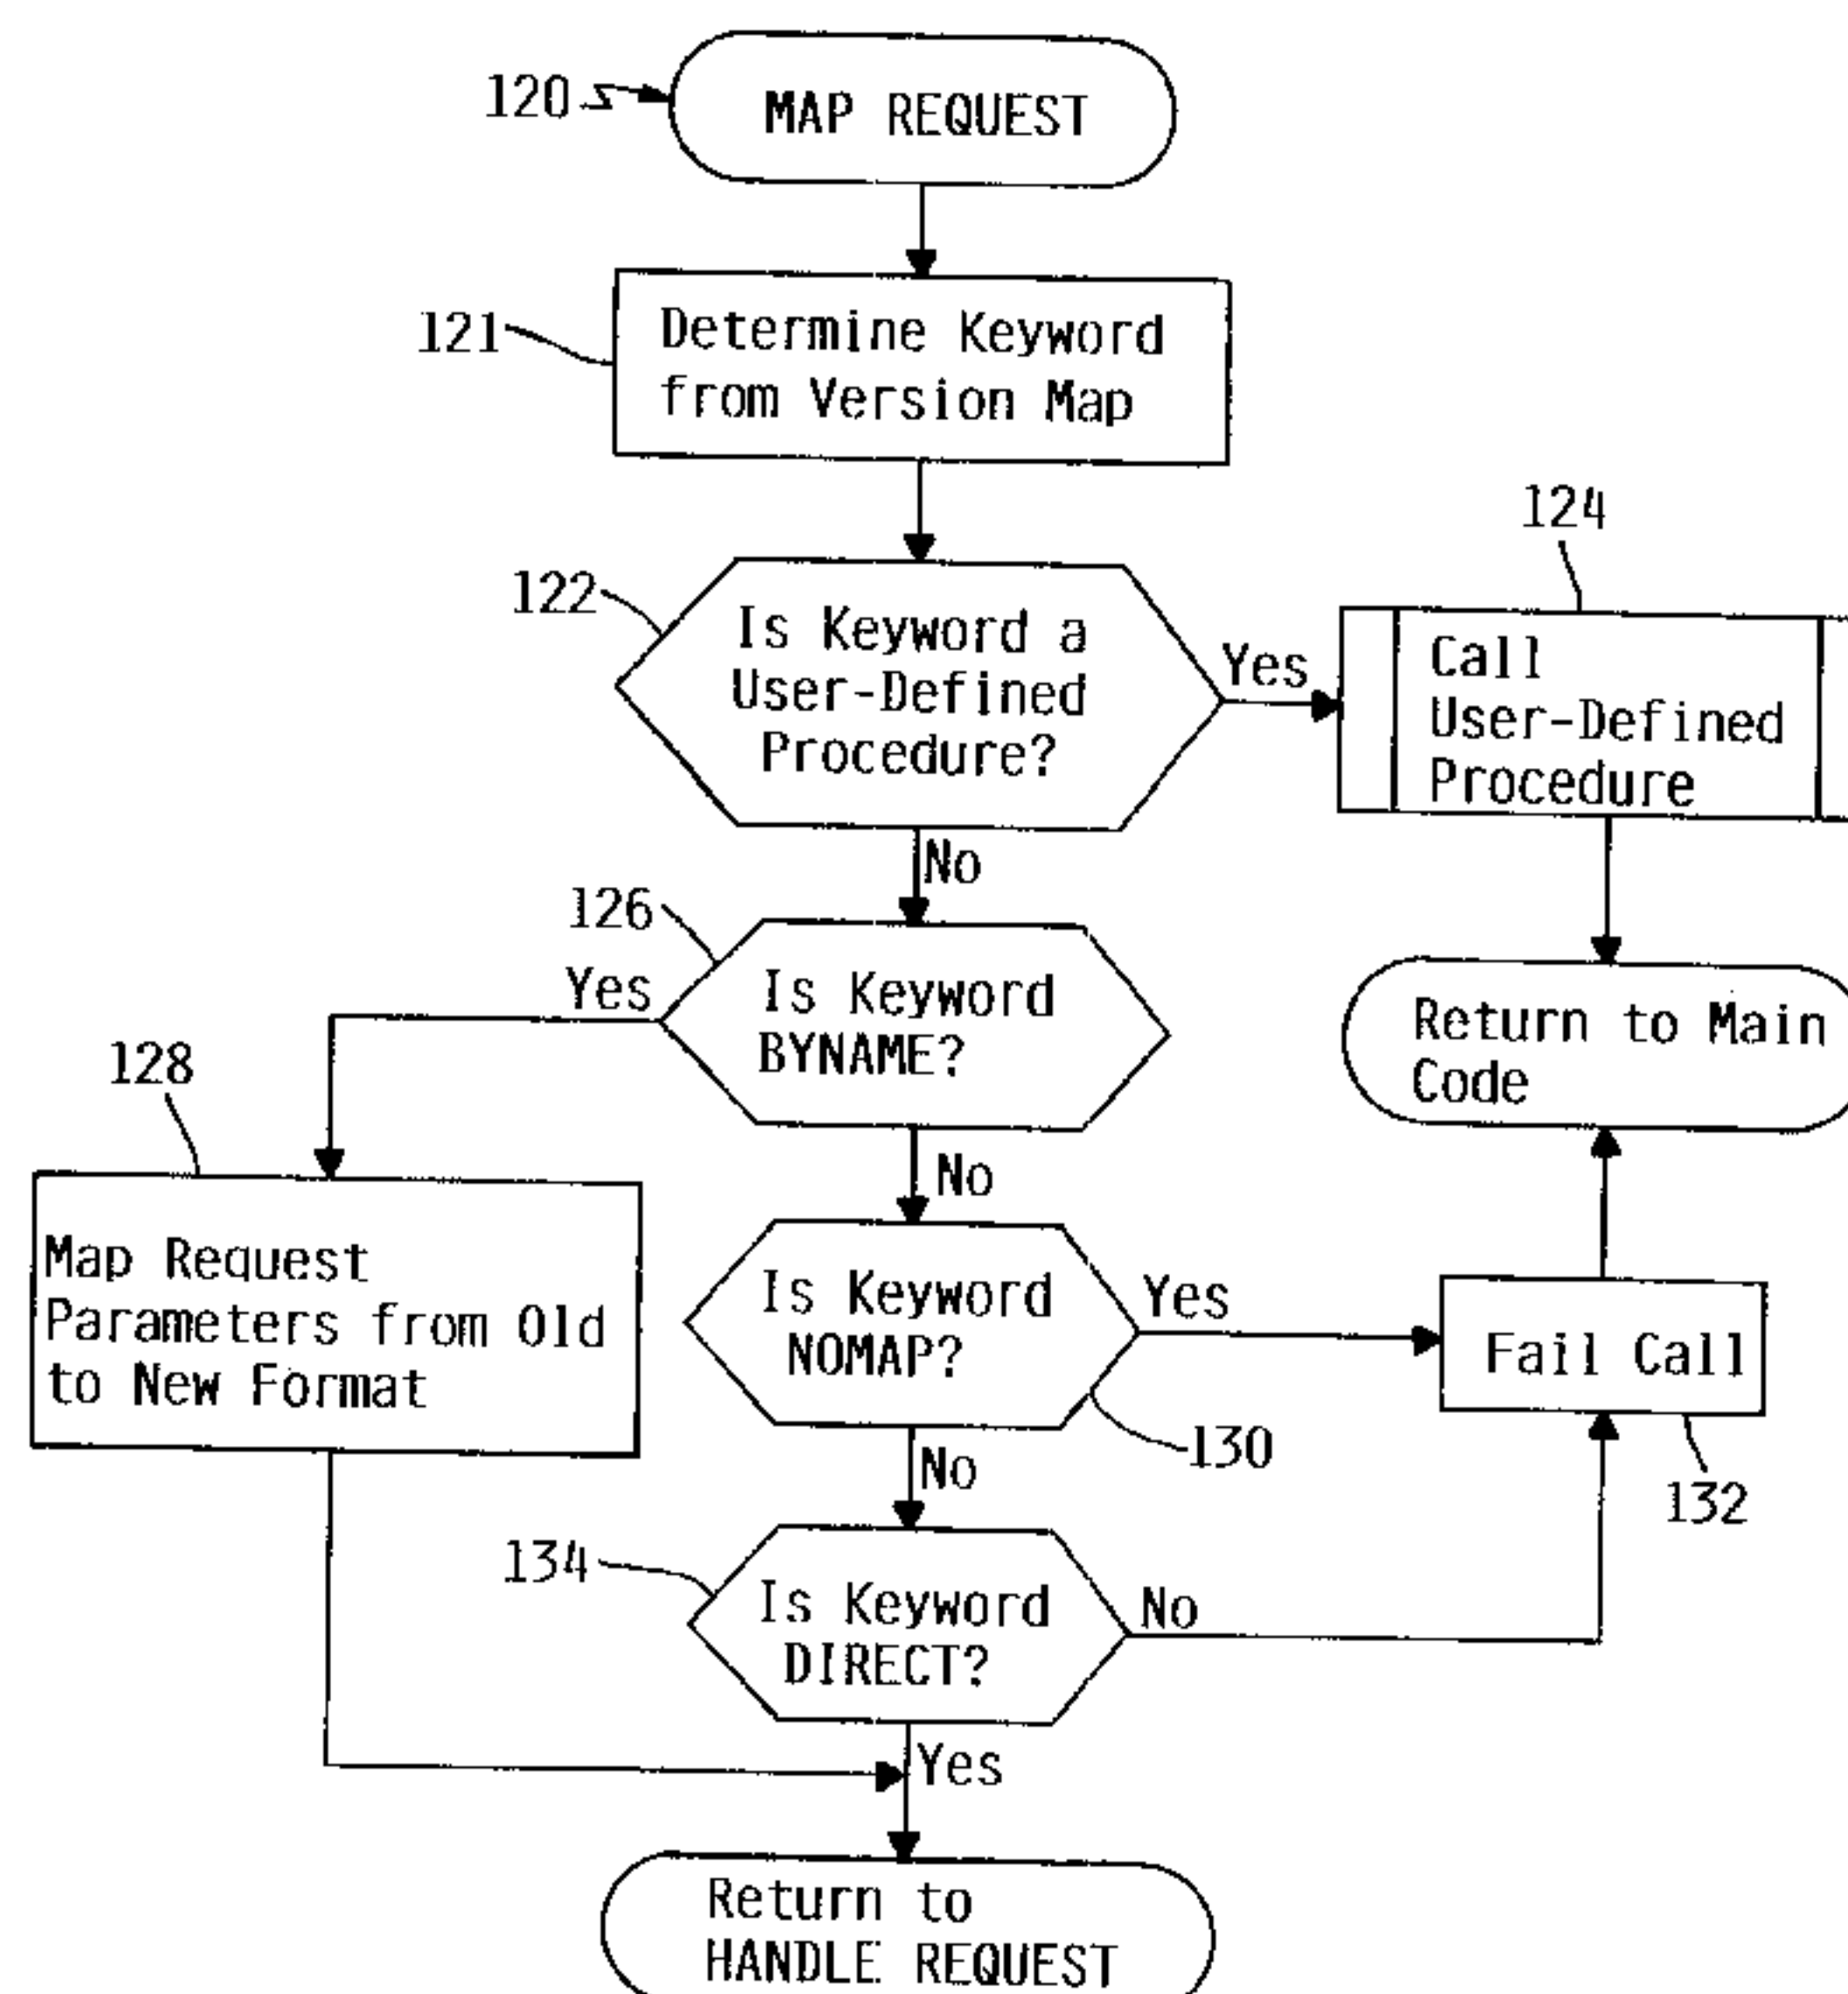 120
MAP REQUEST
121
Determine Keyword
from Version Map
122
Is Keyword a
User-Defined
Procedure?
Yes
124
Call
User-Defined
Procedure
No
126
Yes
Is Keyword
BYNAME?
Return to Main
Code
128
No
Map Request
Parameters from Old
to New Format
Is Keyword
NOMAP?
Yes
Fail Call
130
132
No
134
Is Keyword
DIRECT?
No
Yes
Return to
HANDLE REQUEST